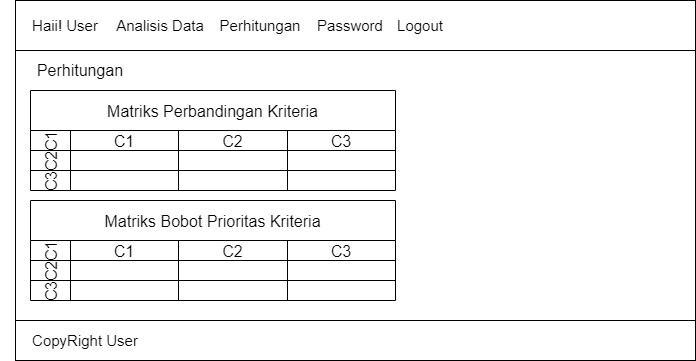 Haii! User Analisis Data Perhitungan Password Logout
Perhitungan
Matriks Perbandingan Kriteria
C1 C2 C3
C1
C2
C3
Matriks Bobot Prioritas Kriteria
C1 C2 C3
C1
C2
C3
CopyRight User